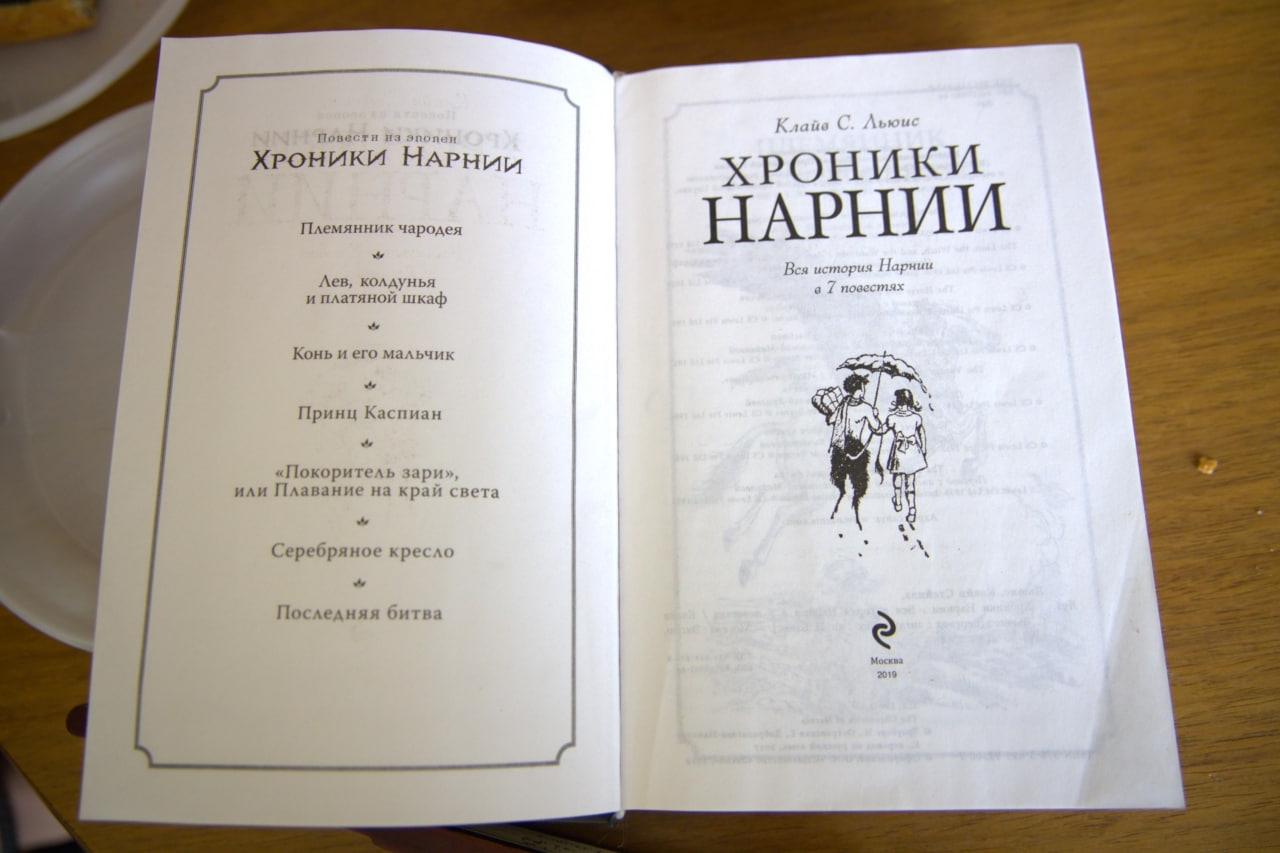 Повести из эпопеи
Хроники Нарнии
Племянник чародея
Лев, колдунья
и платяной шкаф
Конь и его мальчик
Принц Каспиан
«Покоритель зари»,
или Плавание на край света
Серебряное кресло
Последняя битва
Клайв С. Льюис
ХРОНИКИ
НАРНИИ
Вся история Нарнии
в 7 повестях
Москва
2019